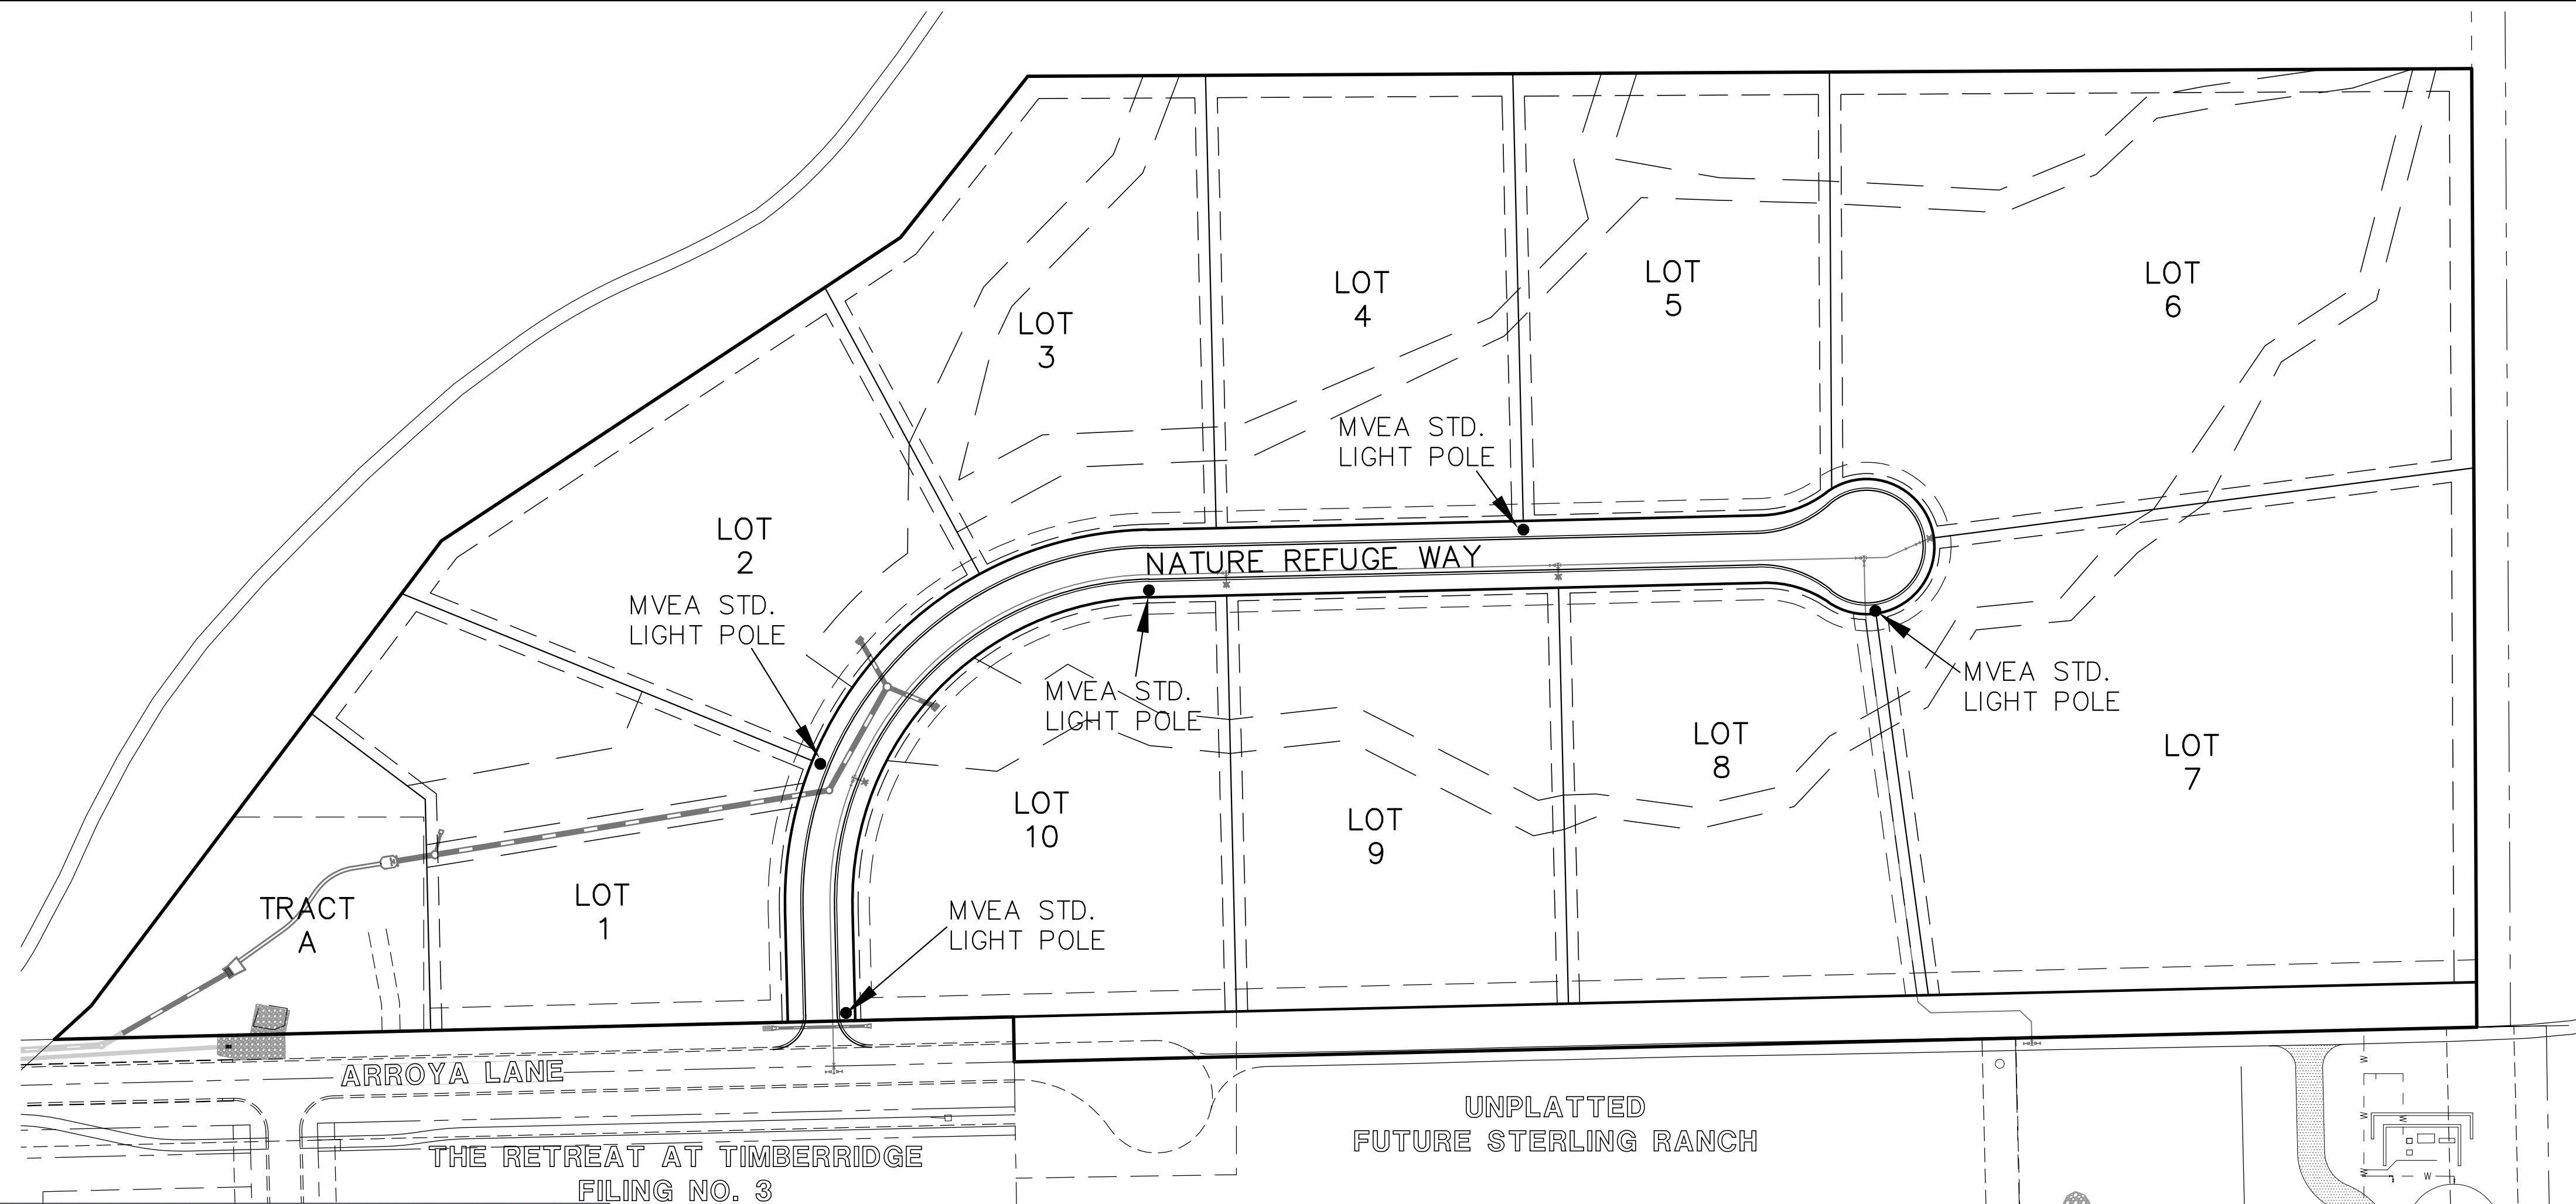 LOT
3
LOT
4
LOT
5
LOT
6
MVEA STD.
LIGHT POLE
LOT
2
NATURE REFUGE WAY
MVEA STD.
LIGHT POLE
MVEA STD.
LIGHT POLE
MVEA STD.
LIGHT POLE
LOT
8
LOT
7
LOT
10
LOT
9
TRACT
A
LOT
1
MVEA STD.
LIGHT POLE
ARROYA LANE
UNPLATTED
FUTURE STERLING RANCH
THE RETREAT AT TIMBERRIDGE
FILING NO. 3
W
W
W
W
W